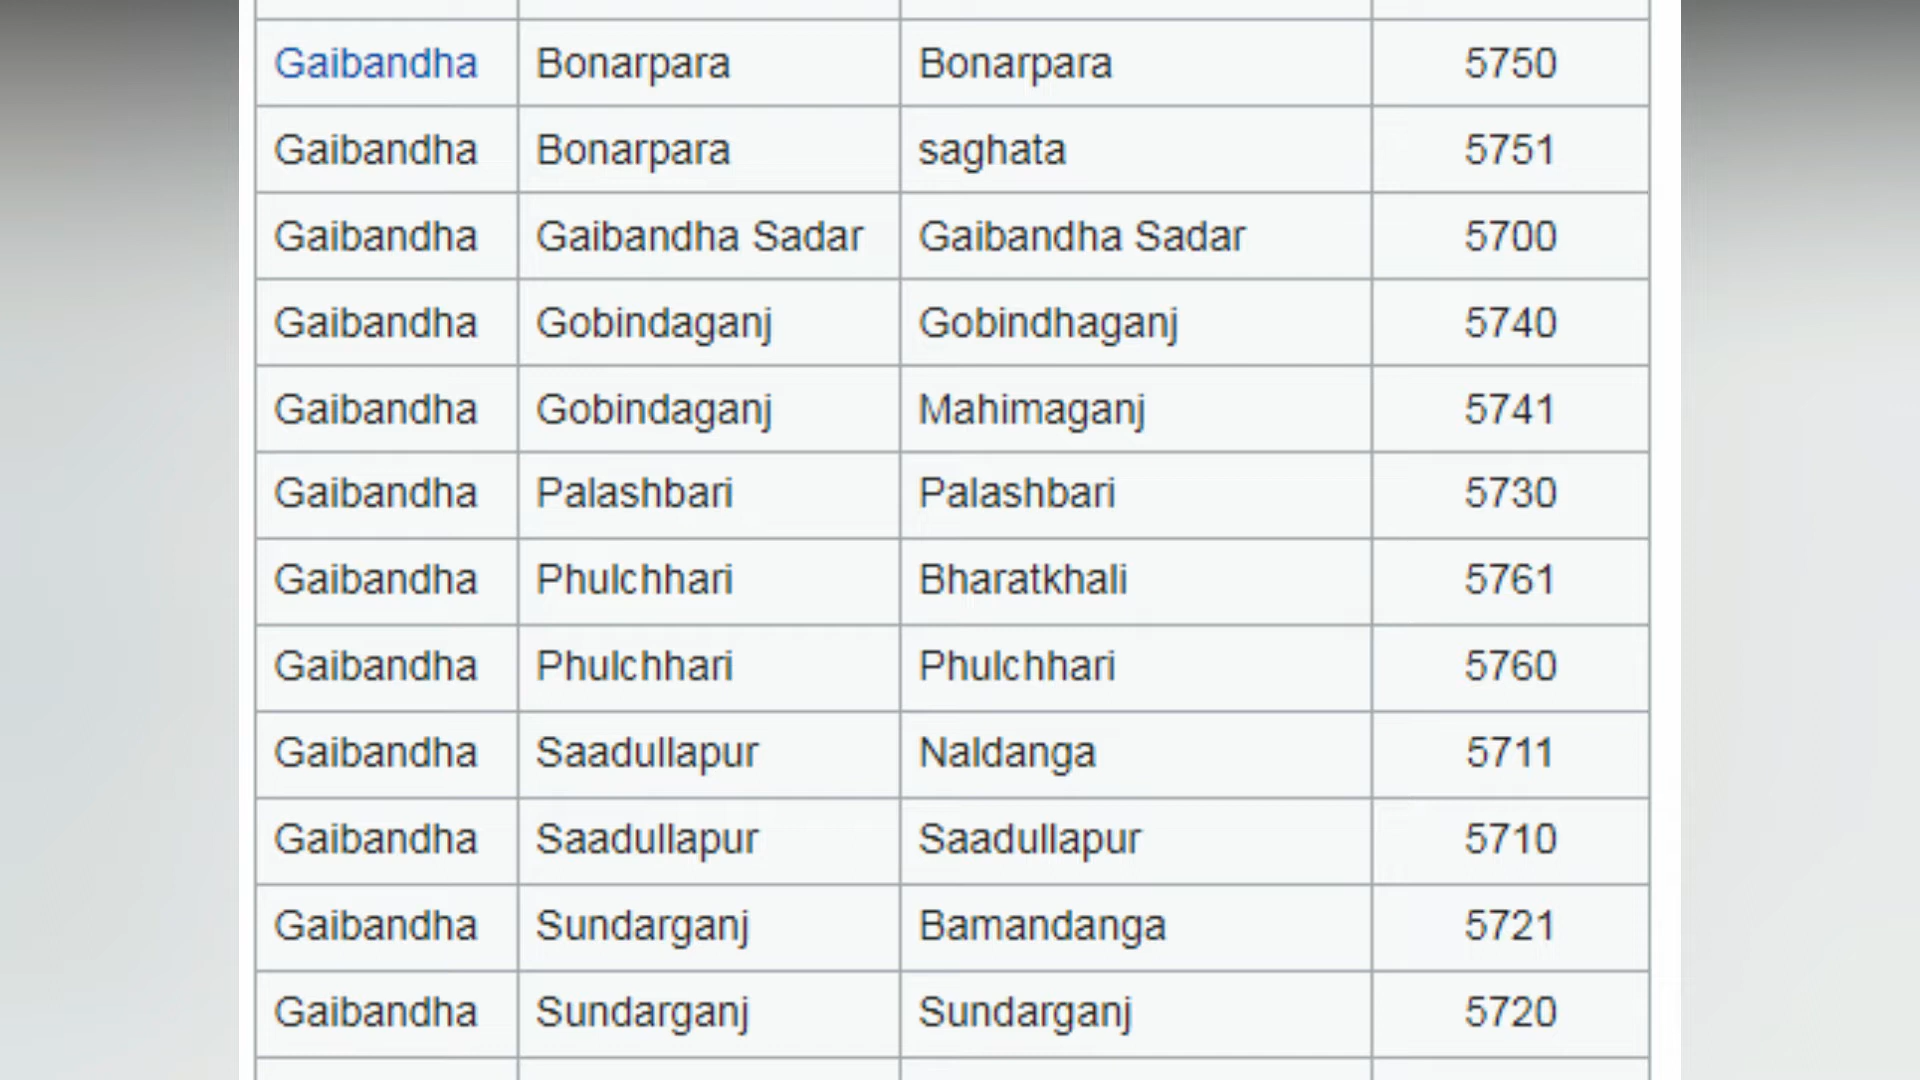 Gaibandha Bonarpara Bonarpara 5750
Gaibandha Bonarpara saghata 5751
Gaibandha Gaibandha Sadar Gaibandha Sadar 5700
Gaibandha Gobindaganj Gobindhaganj 5740
Gaibandha Gobindaganj Mahimaganj 5741
Gaibandha Palashbari Palashbari 5730
Gaibandha Phulchhari Bharatkhali 5761
Gaibandha Phulchhari Phulchhari 5760
Gaibandha Saadullapur Naldanga 5711
Gaibandha Saadullapur Saadullapur 5710
Gaibandha Sundarganj Bamandanga 5721
Gaibandha Sundarganj Sundarganj 5720